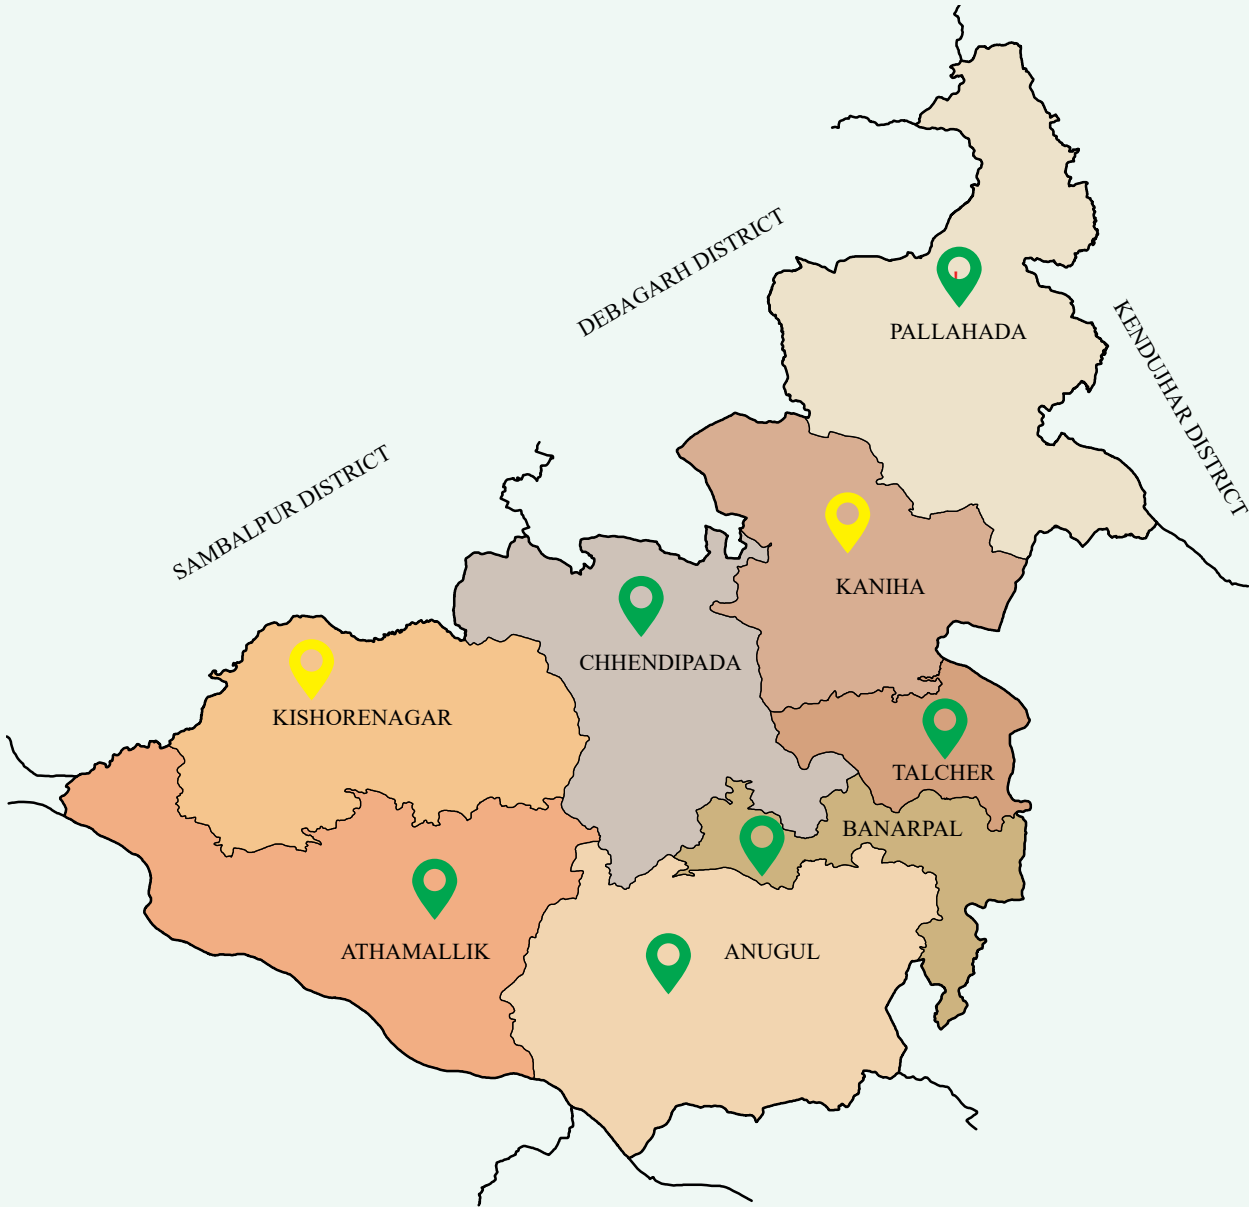 DEBAGARH DISTRICT
PALLAHADA
KENDUJHAR DISTRICT
SAMBALPUR DISTRICT
KANIHA
CHHENDIPADA
KISHORENAGAR
TALCHER
BANARPAL
ATHAMALLIK
ANUGUL